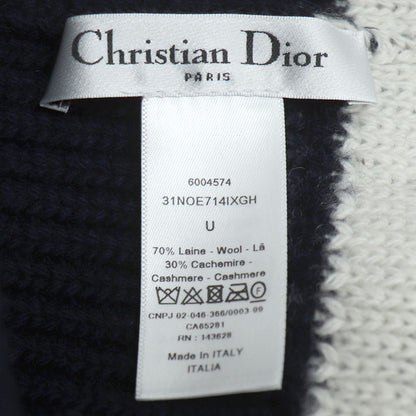 Christian Dior
PARIS
6004574
31NOE714IXGH
U
70% Laine - Wool - Lã
30% Cachemire -
Cashmere - Cashmere
CNPJ 02-046-366/0003-99
CA65281
RN : 143628
Made in ITALY
ITALIA